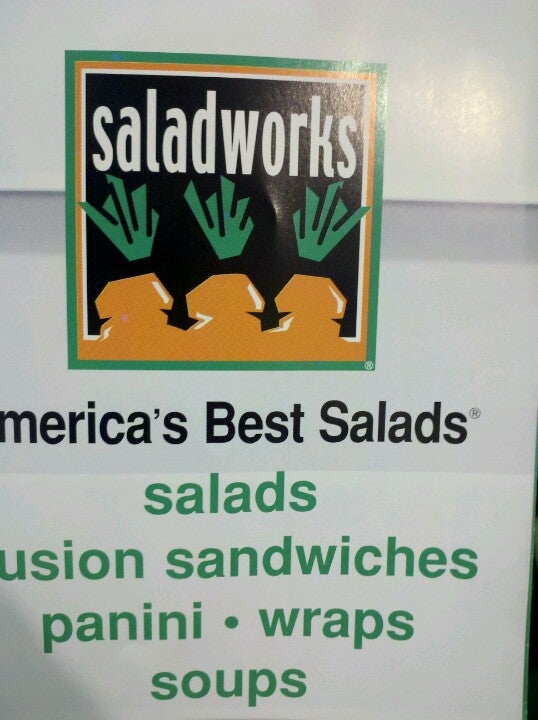 saladworks
®
merica's Best Salads®
salads
usion sandwiches
panini • wraps
soups